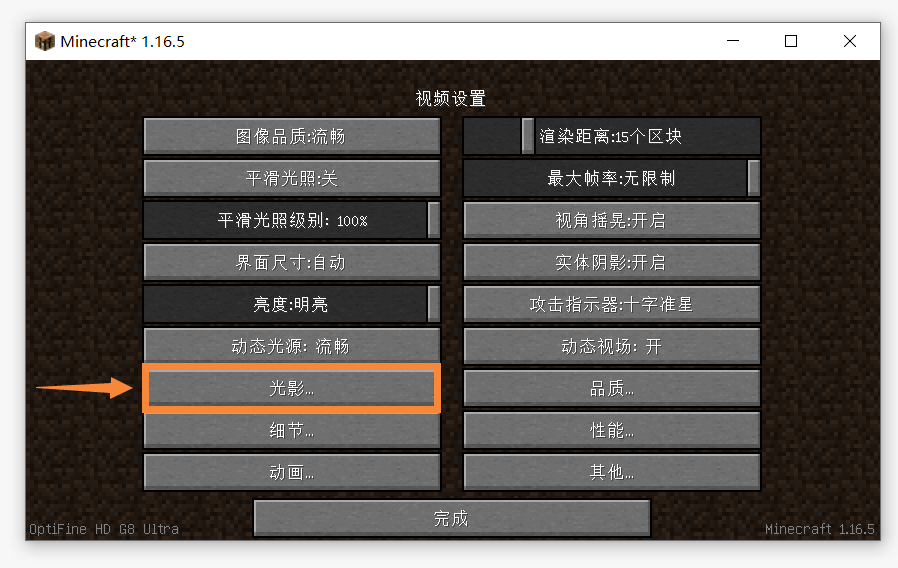 Minecraft* 1.16.5
视频设置
图像品质:流畅
渲染距离:15个区块
平滑光照:关
最大帧率:无限制
平滑光照级别: 100%
视角摇晃:开启
界面尺寸:自动
实体阴影:开启
亮度:明亮
攻击指示器:十字准星
动态光源: 流畅
动态视场: 开
光影...
品质...
细节...
性能...
动画...
其他...
完成
OptiFine HD G8 Ultra
Minecraft 1.16.5